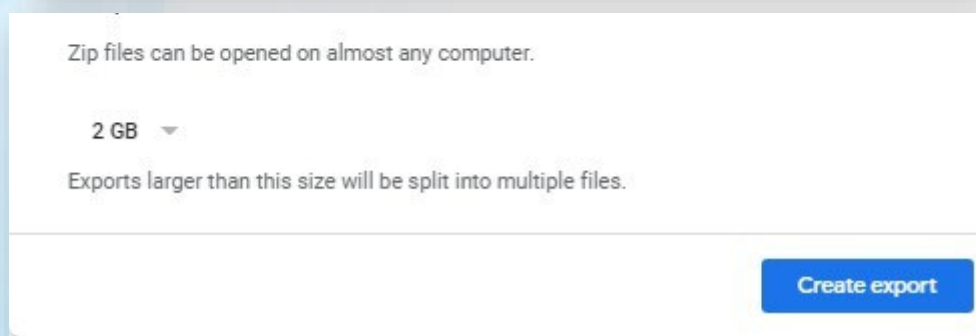 Zip files can be opened on almost any computer.
2 GB
Exports larger than this size will be split into multiple files.
Create export